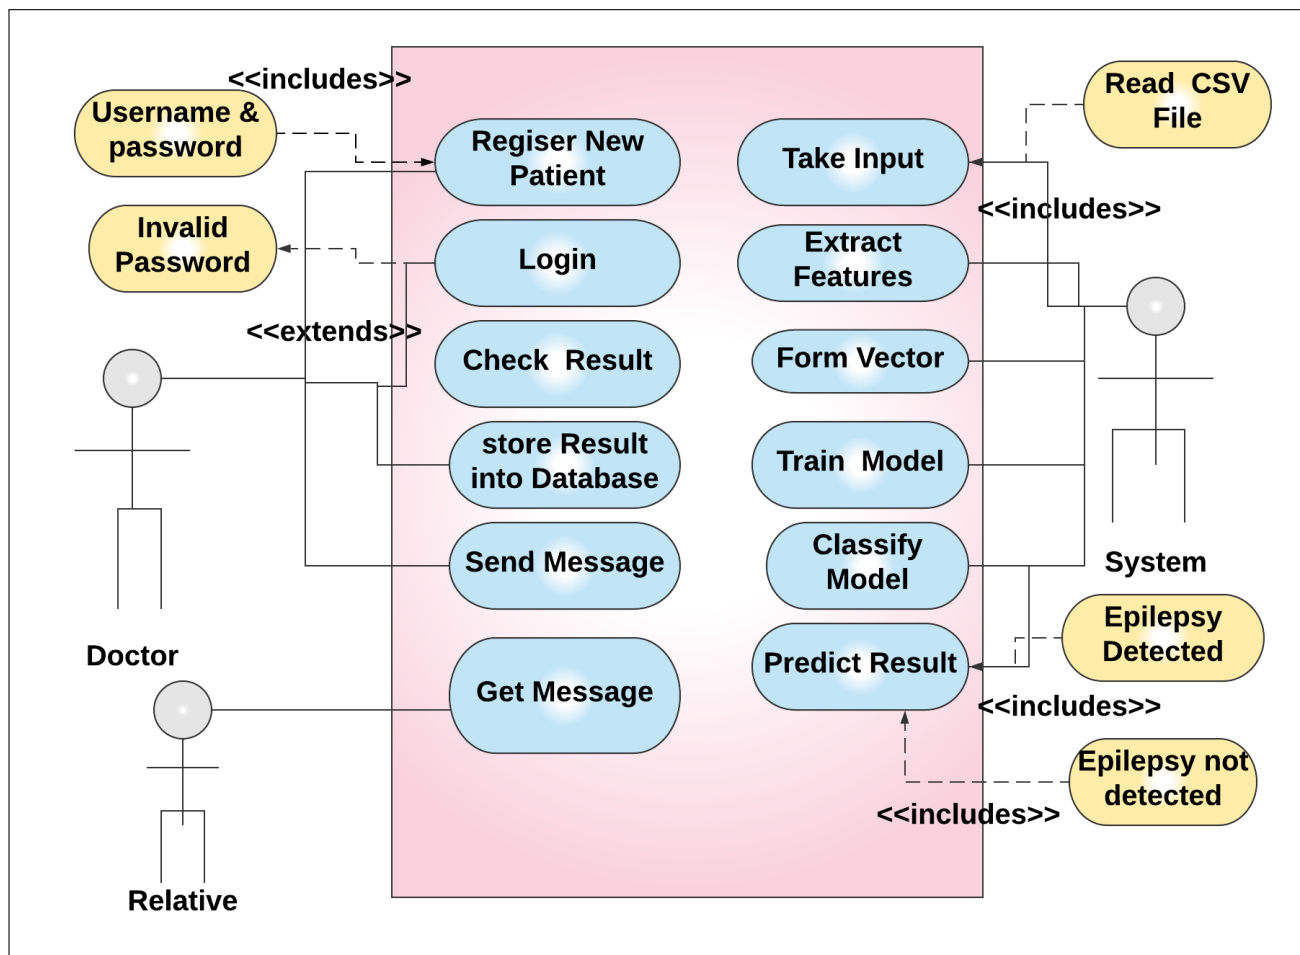 <<includes>>
Username &
password
Invalid
Password
<<extends>>
Doctor
Relative
Regiser New
Patient
Login
Check Result
store Result
into Database
Send Message
Get Message
Take Input
Extract
Features
Form Vector
Train Model
Classify
Model
Predict Result
Read CSV
File
<<includes>>
System
Epilepsy
Detected
<<includes>>
Epilepsy not
detected
<<includes>>